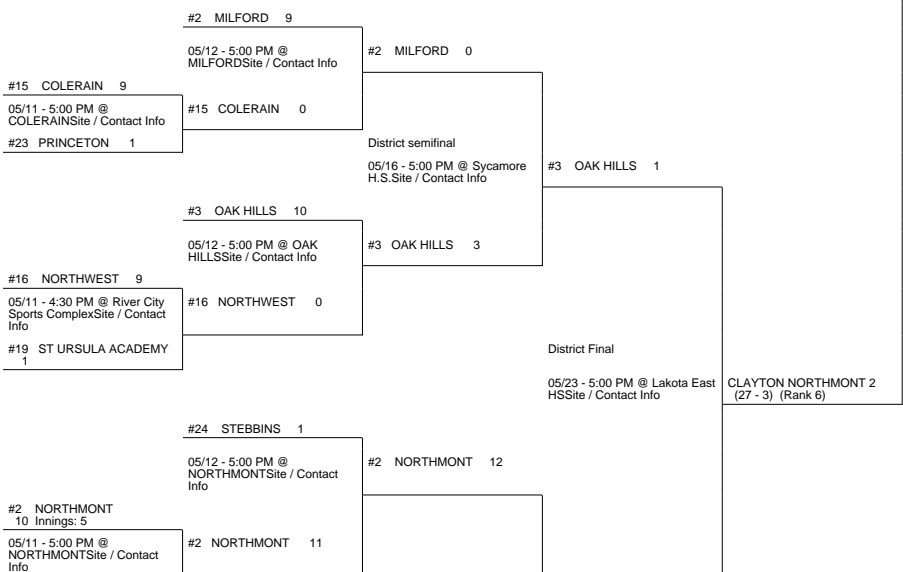 #2 MILFORD 9
05/12 - 5:00 PM @
MILFORDSite / Contact Info
#2 MILFORD 0
#15 COLERAIN 9
05/11 - 5:00 PM @
COLERAINSite / Contact Info
#15 COLERAIN 0
#23 PRINCETON 1
District semifinal
05/16 - 5:00 PM @ Sycamore
H.S.Site / Contact Info
#3 OAK HILLS 1
#3 OAK HILLS 10
05/12 - 5:00 PM @ OAK
HILLSSite / Contact Info
#3 OAK HILLS 3
#16 NORTHWEST 9
05/11 - 4:30 PM @ River City
Sports ComplexSite / Contact
Info
#16 NORTHWEST 0
#19 ST URSULA ACADEMY
1
District Final
05/23 - 5:00 PM @ Lakota East
HSSite / Contact Info
CLAYTON NORTHMONT 2
(27 - 3) (Rank 6)
#24 STEBBINS 1
05/12 - 5:00 PM @
NORTHMONTSite / Contact
Info
#2 NORTHMONT 12
#2 NORTHMONT
10 Innings: 5
05/11 - 5:00 PM @
NORTHMONTSite / Contact
Info
#2 NORTHMONT 11